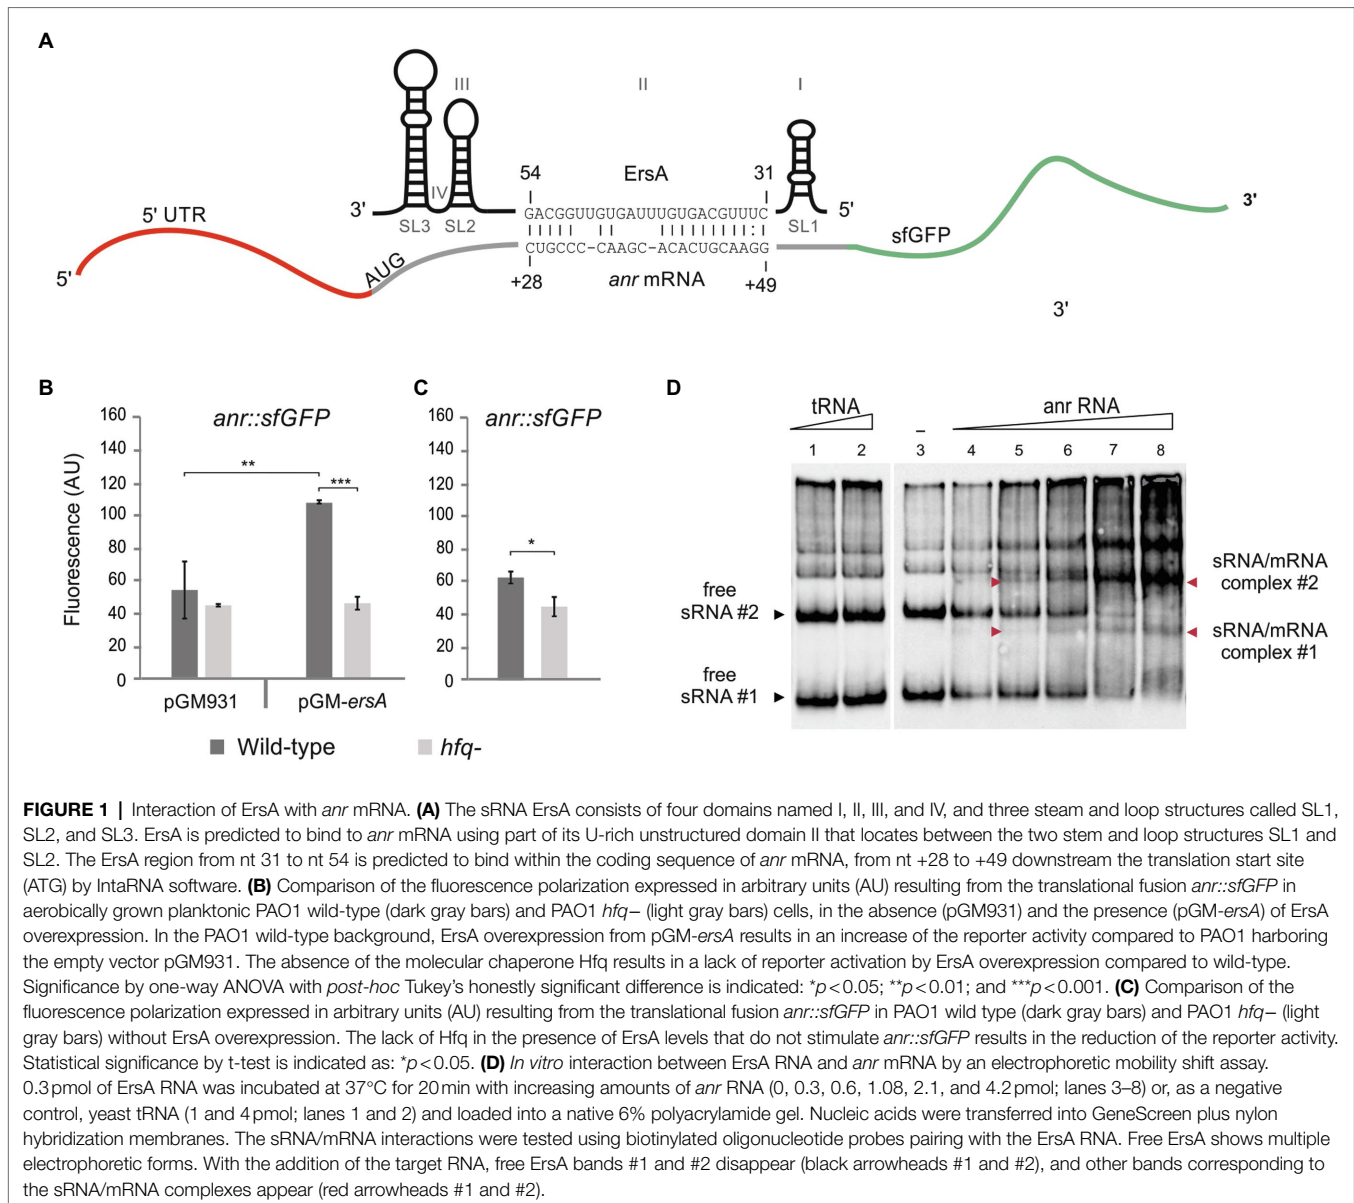 A
III
II
I
54
ErsA
31
IV
3'
GACGGUUGUGAUUUGUGACGUUUC
5'
3'
5' UTR
SL3 SL2
SL1
sfGFP
CUGCCC–CAAGC–ACACUGCAAGG
AUG
5'
+28
anr mRNA
+49
3'
B
160
140
120
100
80
60
40
20
0
Fluorescence (AU)
anr::sfGFP
**
***
pGM931
pGM-ersA
C
160
140
120
100
80
60
40
20
0
anr::sfGFP
*
Wild-type
hfq-
D
tRNA
–
anr RNA
1 2 3 4 5 6 7 8
free
sRNA #2
free
sRNA #1
sRNA/mRNA
complex #2
sRNA/mRNA
complex #1
FIGURE 1 | Interaction of ErsA with anr mRNA. (A) The sRNA ErsA consists of four domains named I, II, III, and IV, and three steam and loop structures called SL1,
SL2, and SL3. ErsA is predicted to bind to anr mRNA using part of its U-rich unstructured domain II that locates between the two stem and loop structures SL1 and
SL2. The ErsA region from nt 31 to nt 54 is predicted to bind within the coding sequence of anr mRNA, from nt +28 to +49 downstream the translation start site
(ATG) by IntaRNA software. (B) Comparison of the fluorescence polarization expressed in arbitrary units (AU) resulting from the translational fusion anr::sfGFP in
aerobically grown planktonic PAO1 wild-type (dark gray bars) and PAO1 hfq− (light gray bars) cells, in the absence (pGM931) and the presence (pGM-ersA) of ErsA
overexpression. In the PAO1 wild-type background, ErsA overexpression from pGM-ersA results in an increase of the reporter activity compared to PAO1 harboring
the empty vector pGM931. The absence of the molecular chaperone Hfq results in a lack of reporter activation by ErsA overexpression compared to wild-type.
Significance by one-way ANOVA with post-hoc Tukey's honestly significant difference is indicated: *p<0.05; **p<0.01; and ***p<0.001. (C) Comparison of the
fluorescence polarization expressed in arbitrary units (AU) resulting from the translational fusion anr::sfGFP in PAO1 wild type (dark gray bars) and PAO1 hfq− (light
gray bars) without ErsA overexpression. The lack of Hfq in the presence of ErsA levels that do not stimulate anr::sfGFP results in the reduction of the reporter activity.
Statistical significance by t-test is indicated as: *p<0.05. (D) In vitro interaction between ErsA RNA and anr mRNA by an electrophoretic mobility shift assay.
0.3pmol of ErsA RNA was incubated at 37°C for 20min with increasing amounts of anr RNA (0, 0.3, 0.6, 1.08, 2.1, and 4.2pmol; lanes 3–8) or, as a negative
control, yeast tRNA (1 and 4pmol; lanes 1 and 2) and loaded into a native 6% polyacrylamide gel. Nucleic acids were transferred into GeneScreen plus nylon
hybridization membranes. The sRNA/mRNA interactions were tested using biotinylated oligonucleotide probes pairing with the ErsA RNA. Free ErsA shows multiple
electrophoretic forms. With the addition of the target RNA, free ErsA bands #1 and #2 disappear (black arrowheads #1 and #2), and other bands corresponding to
the sRNA/mRNA complexes appear (red arrowheads #1 and #2).